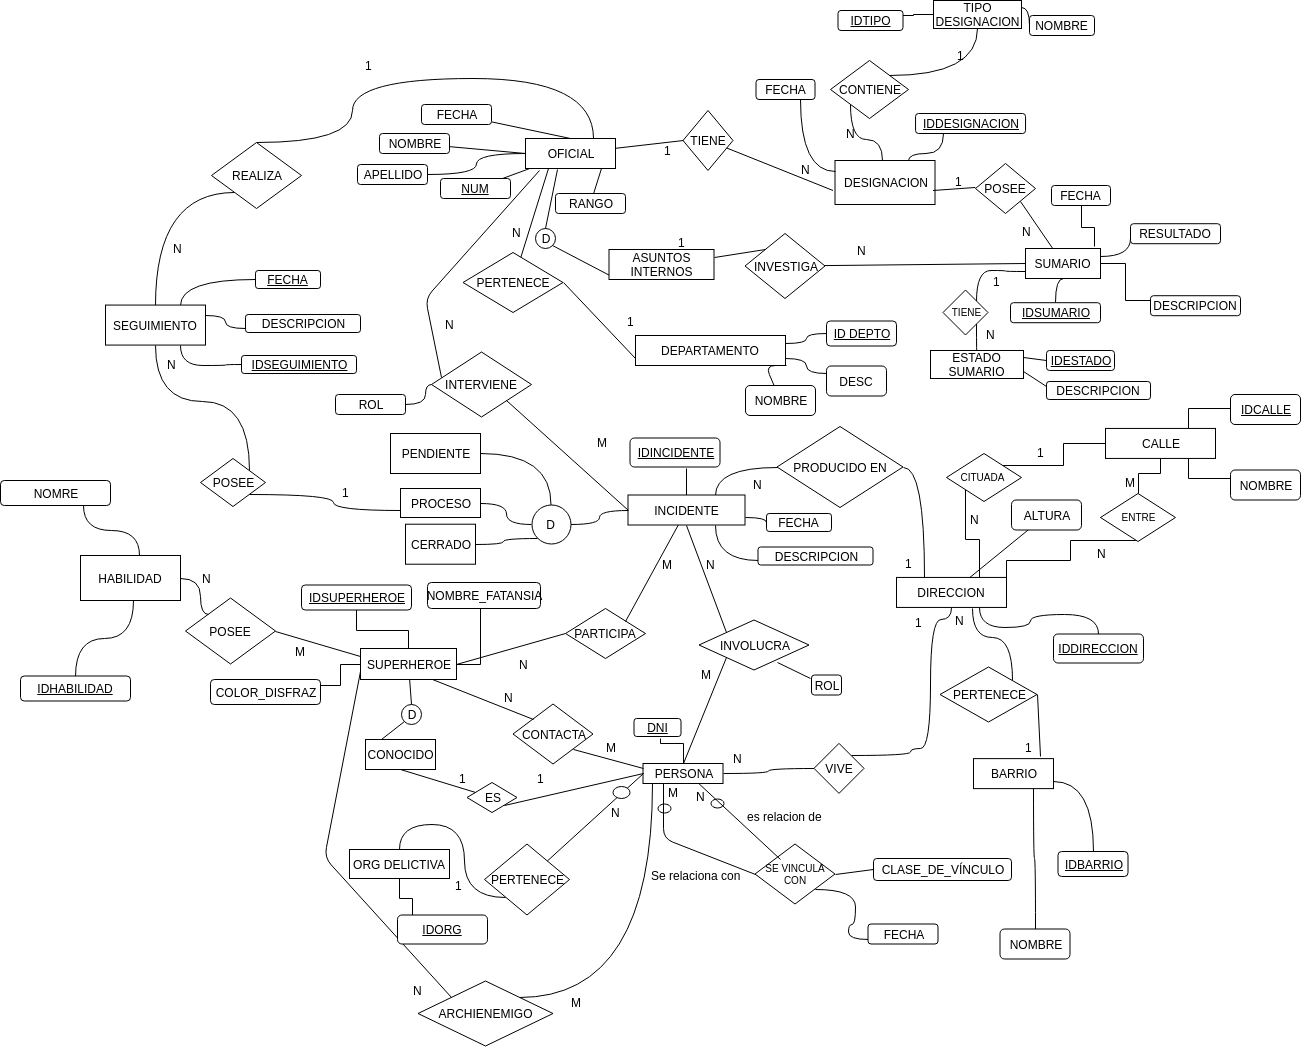 TIPO
DESIGNACION
IDTIPO
NOMBRE
1
1
CONTIENE
FECHA
FECHA
IDDESIGNACION
N
NOMBRE
OFICIAL
TIENE
1
APELLIDO
REALIZA
NUM
N
DESIGNACION
1
POSEE
FECHA
RANGO
N
N
D
1
N
RESULTADO
N
ASUNTOS
INTERNOS
INVESTIGA
SUMARIO
FECHA
PERTENECE
1
DESCRIPCION
TIENE
IDSUMARIO
SEGUIMIENTO
DESCRIPCION
N
1
ID DEPTO
N
DEPARTAMENTO
ESTADO
SUMARIO
IDESTADO
N
IDSEGUIMIENTO
INTERVIENE
DESC
DESCRIPCION
ROL
NOMBRE
IDCALLE
M
PENDIENTE
IDINCIDENTE
CALLE
1
PRODUCIDO EN
CITUADA
POSEE
N
M
NOMBRE
NOMRE
1
PROCESO
INCIDENTE
ALTURA
ENTRE
D
FECHA
N
CERRADO
DESCRIPCION
N
M
N
1
HABILIDAD
N
IDSUPERHEROE
NOMBRE_FATANSIA
DIRECCION
POSEE
PARTICIPA
1
N
INVOLUCRA
IDDIRECCION
M
SUPERHEROE
N
M
ROL
IDHABILIDAD
COLOR_DISFRAZ
N
PERTENECE
D
CONTACTA
DNI
CONOCIDO
M
N
1
VIVE
1
1
PERSONA
BARRIO
ES
M
N
N
es relacion de
ORG DELICTIVA
SE VINCULA
CON
IDBARRIO
1
PERTENECE
Se relaciona con
CLASE_DE_VÍNCULO
IDORG
FECHA
NOMBRE
N
M
ARCHIENEMIGO